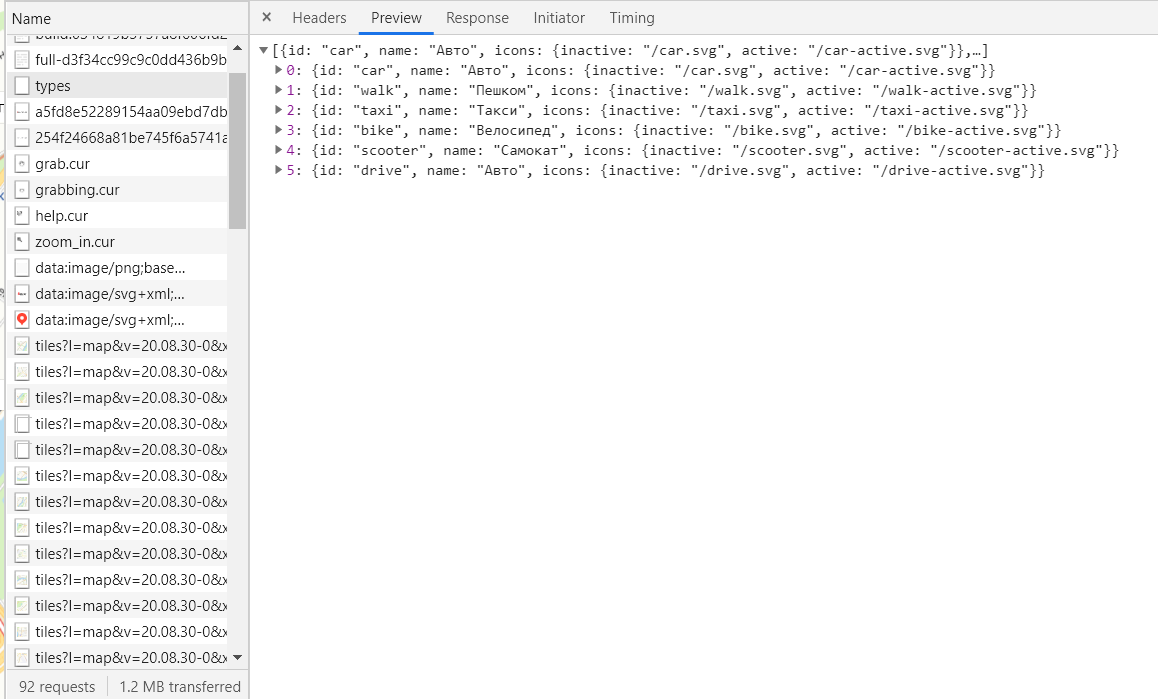 Name
full-d3f34cc99c9c0dd436b9b
types
a5fd8e52289154aa09ebd7db
254f24668a81be745f6a5741a
grab.cur
grabbing.cur
help.cur
zoom_in.cur
data:image/png;base...
data:image/svg+xml;...
data:image/svg+xml;...
tiles?l=map&v=20.08.30-0&x
tiles?l=map&v=20.08.30-0&x
tiles?l=map&v=20.08.30-0&x
tiles?l=map&v=20.08.30-0&x
tiles?l=map&v=20.08.30-0&x
tiles?l=map&v=20.08.30-0&x
tiles?l=map&v=20.08.30-0&x
tiles?l=map&v=20.08.30-0&x
tiles?l=map&v=20.08.30-0&x
tiles?l=map&v=20.08.30-0&x
tiles?l=map&v=20.08.30-0&x
tiles?l=map&v=20.08.30-0&x
tiles?l=map&v=20.08.30-0&x
92 requests 1.2 MB transferred
× Headers Preview Response Initiator Timing
[{id: "car", name: "Авто", icons: {inactive: "/car.svg", active: "/car-active.svg"}},…]
0: {id: "car", name: "Авто", icons: {inactive: "/car.svg", active: "/car-active.svg"}}
1: {id: "walk", name: "Пешком", icons: {inactive: "/walk.svg", active: "/walk-active.svg"}}
2: {id: "taxi", name: "Такси", icons: {inactive: "/taxi.svg", active: "/taxi-active.svg"}}
3: {id: "bike", name: "Велосипед", icons: {inactive: "/bike.svg", active: "/bike-active.svg"}}
4: {id: "scooter", name: "Самокат", icons: {inactive: "/scooter.svg", active: "/scooter-active.svg"}}
5: {id: "drive", name: "Авто", icons: {inactive: "/drive.svg", active: "/drive-active.svg"}}